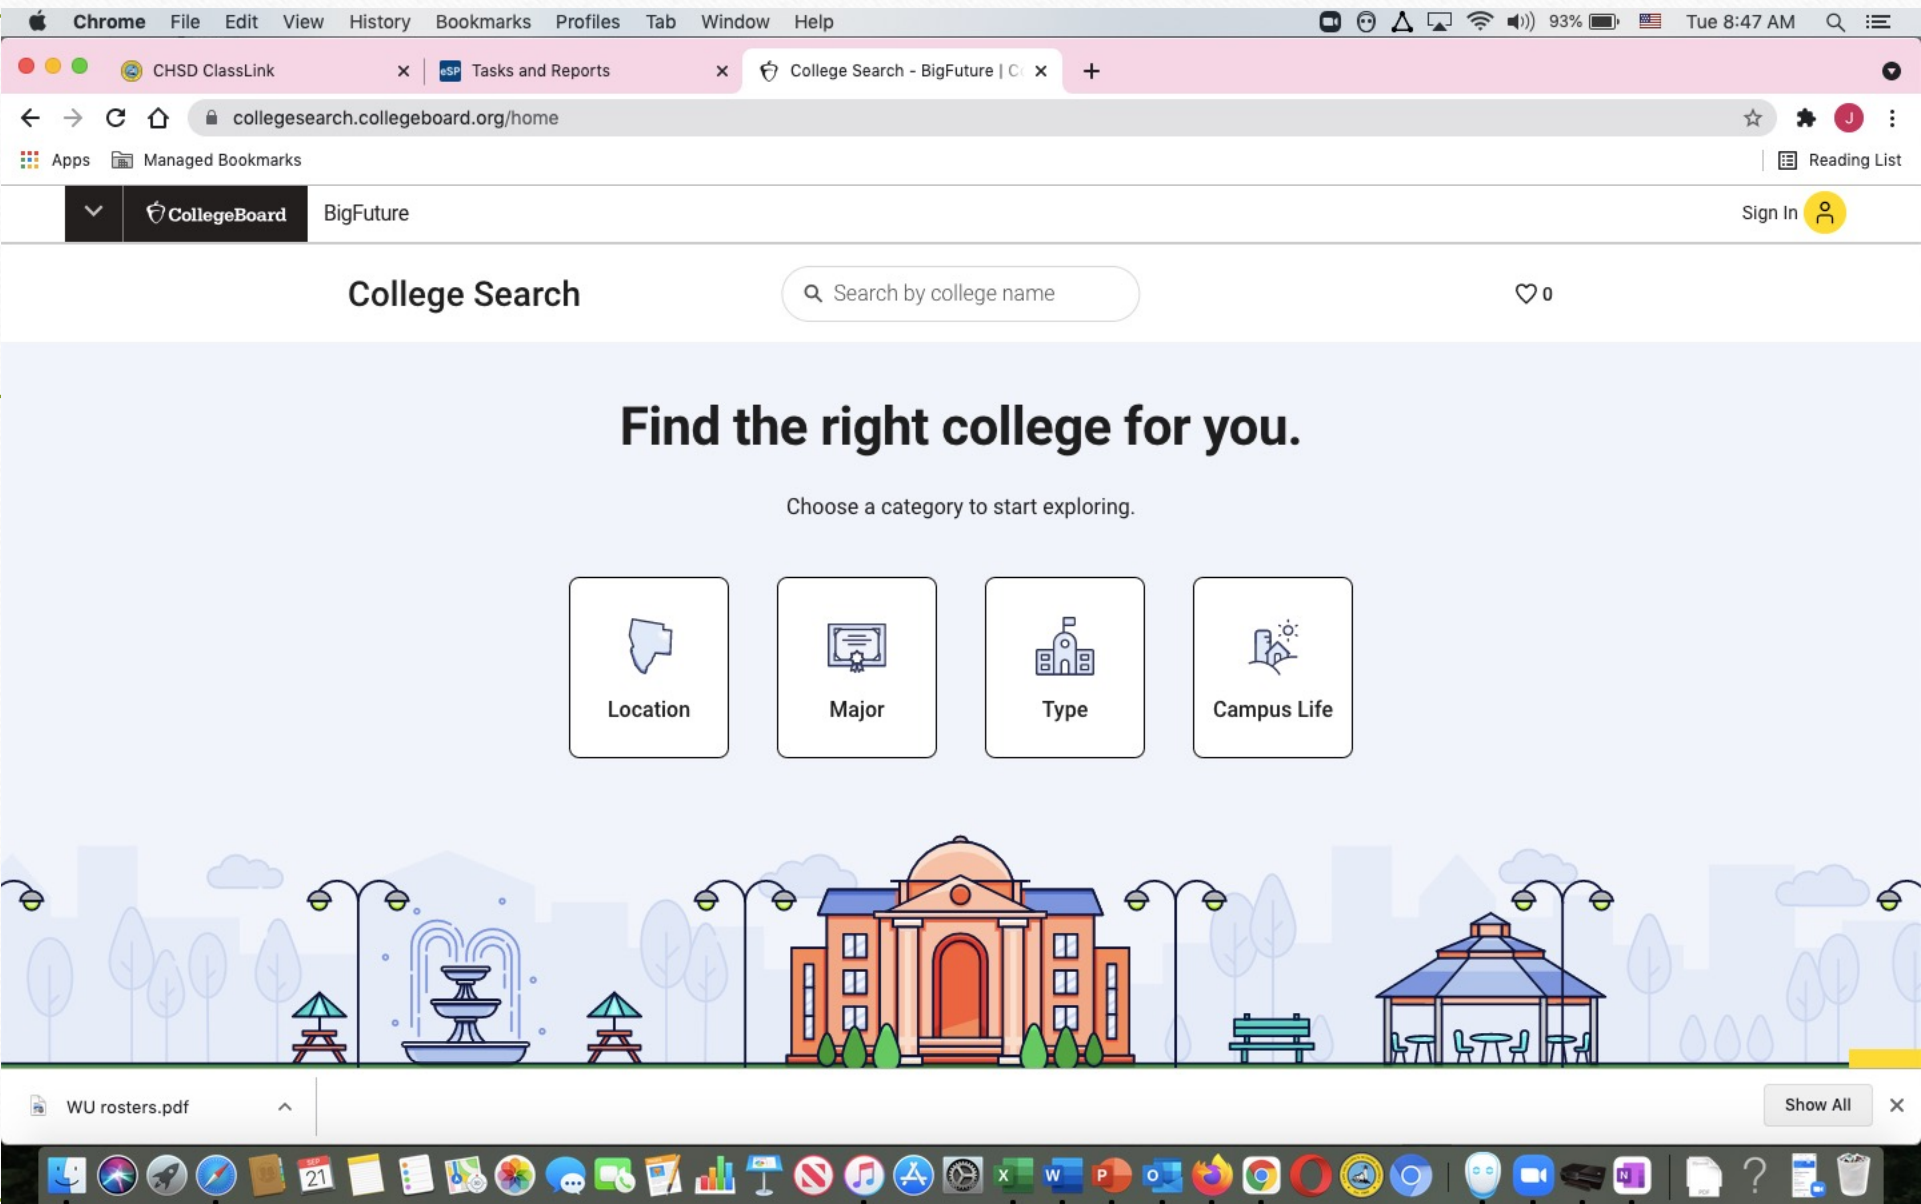 Chrome File Edit View History Bookmarks Profiles Tab Window Help 93% Tue 8:47 AM
CHSD ClassLink eSP Tasks and Reports College Search - BigFuture | C
collegesearch.collegeboard.org/home J
Apps Managed Bookmarks Reading List
CollegeBoard BigFuture Sign In
College Search Search by college name 0
Find the right college for you.
Choose a category to start exploring.
Location Major Type Campus Life
WU rosters.pdf Show All
SEP
21